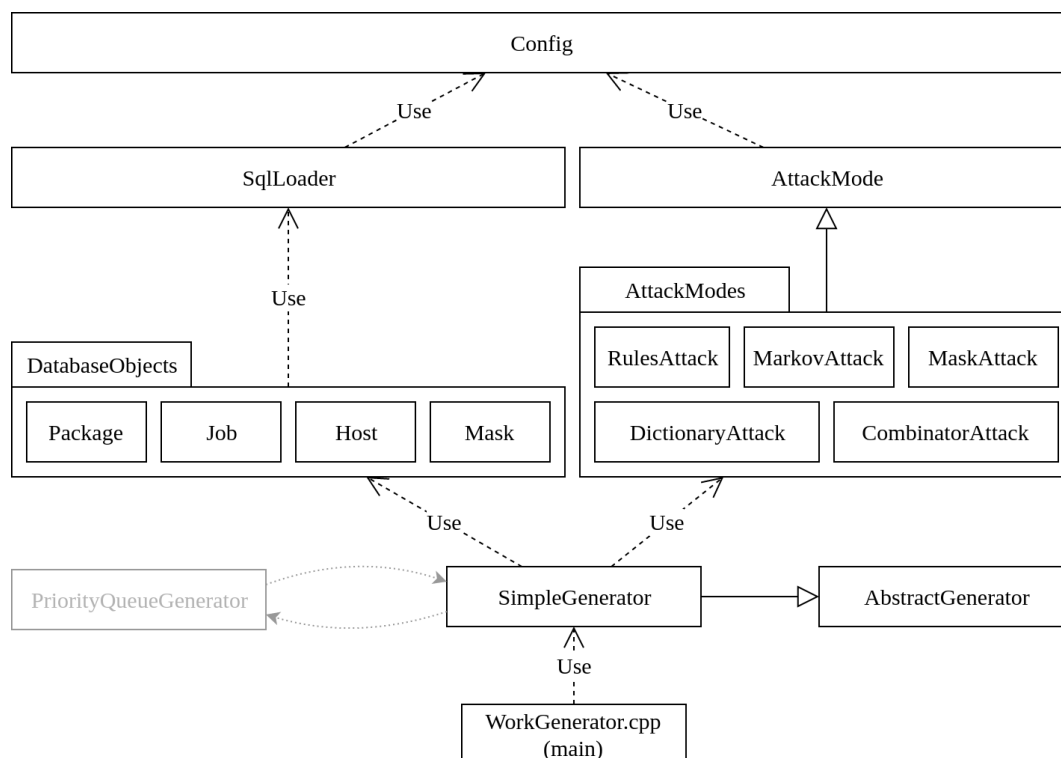 Config
Use
Use
SqlLoader
AttackMode
Use
AttackModes
RulesAttack
MarkovAttack
MaskAttack
DatabaseObjects
Package
Job
Host
Mask
DictionaryAttack
CombinatorAttack
Use
Use
PriorityQueueGenerator
SimpleGenerator
AbstractGenerator
Use
WorkGenerator.cpp
(main)